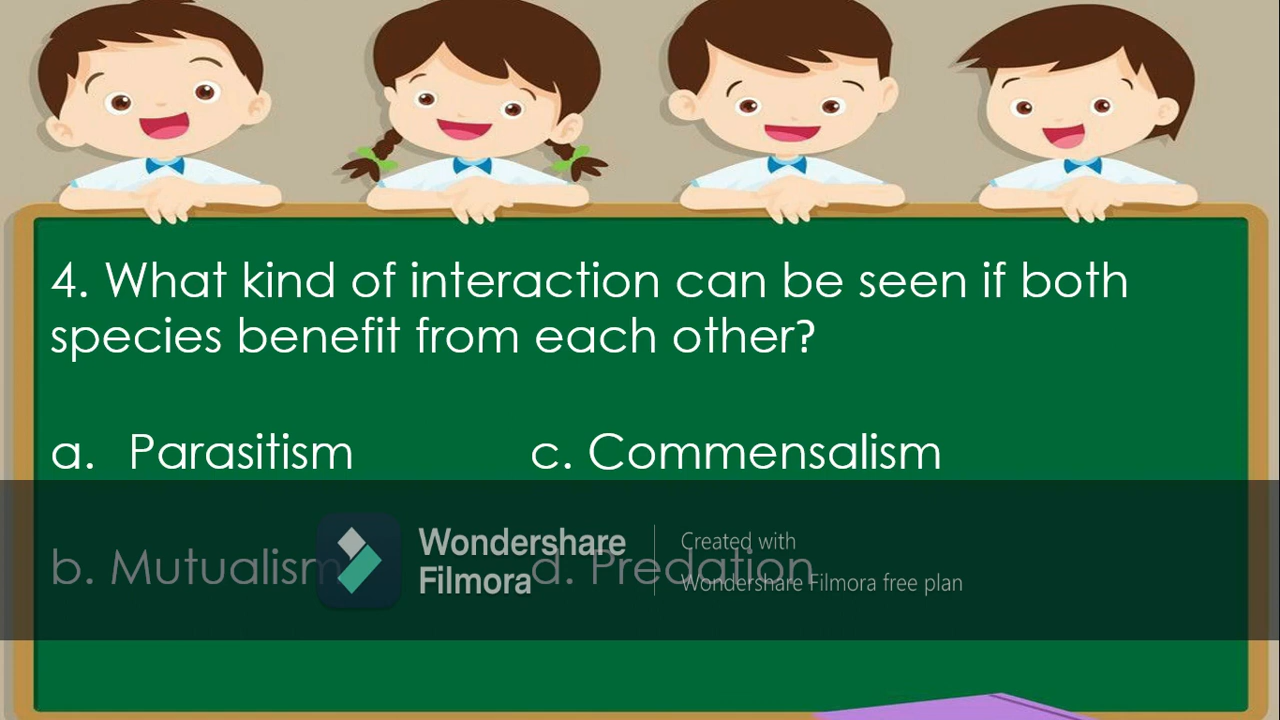 4. What kind of interaction can be seen if both
species benefit from each other?
a. Parasitism
c. Commensalism
b. Mutualism
d. Predation
Wondershare
Filmora
Created with
Wondershare Filmora free plan